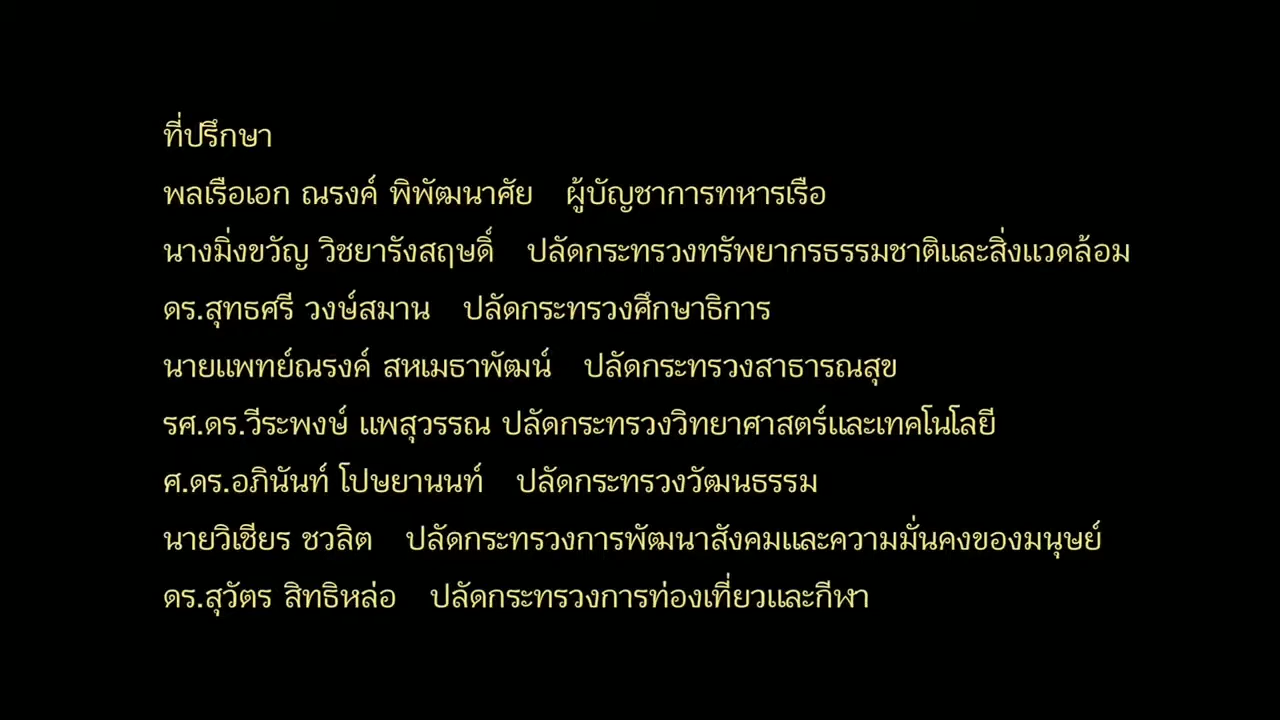 ที่ปรึกษา
พลเรือเอก ณรงค์ พิพัฒนาศัย ผู้บัญชาการทหารเรือ
นางมิ่งขวัญ วิชยารังสฤษดิ์ ปลัดกระทรวงทรัพยากรธรรมชาติและสิ่งแวดล้อม
ดร.สุทธศรี วงษ์สมาน ปลัดกระทรวงศึกษาธิการ
นายแพทย์ณรงค์ สหเมธาพัฒน์ ปลัดกระทรวงสาธารณสุข
รศ.ดร.วีระพงษ์ แพสุวรรณ ปลัดกระทรวงวิทยาศาสตร์และเทคโนโลยี
ศ.ดร.อภินันท์ โปษยานนท์ ปลัดกระทรวงวัฒนธรรม
นายวิเชียร ชวลิต ปลัดกระทรวงการพัฒนาสังคมและความมั่นคงของมนุษย์
ดร.สุวัตร สิทธิหล่อ ปลัดกระทรวงการท่องเที่ยวและกีฬา